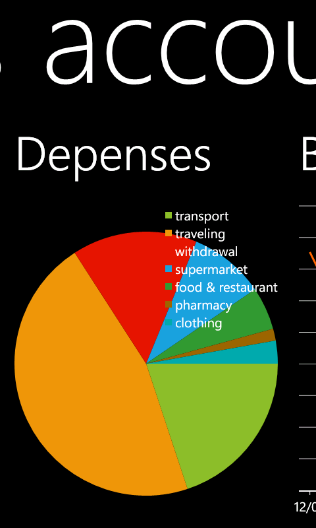 accou
Depenses
transport
traveling
withdrawal
supermarket
food & restaurant
pharmacy
clothing
12/0